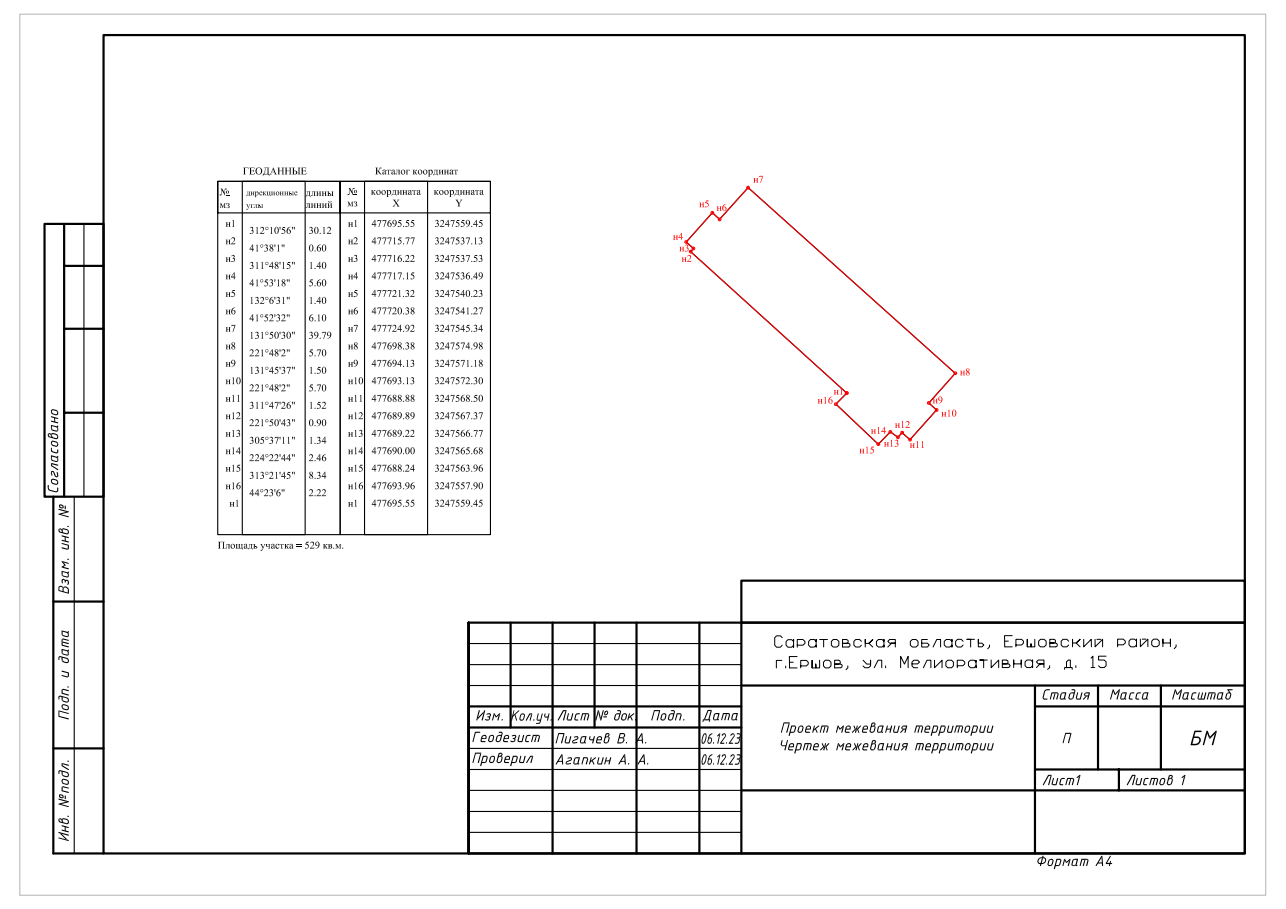 ГЕОДАННЫЕ Каталог координат
№ мз дирекционные углы длины линий № мз координата X координата Y
н1 312°10'56" 30.12 н1 477695.55 3247559.45
н2 41°38'1" 0.60 н2 477715.77 3247537.13
н3 311°48'15" 1.40 н3 477716.22 3247537.53
н4 41°53'18" 5.60 н4 477717.15 3247536.49
н5 132°6'31" 1.40 н5 477721.32 3247540.23
н6 41°52'32" 6.10 н6 477720.38 3247541.27
н7 131°50'30" 39.79 н7 477724.92 3247545.34
н8 221°48'2" 5.70 н8 477698.38 3247574.98
н9 131°45'37" 1.50 н9 477694.13 3247571.18
н10 221°48'2" 5.70 н10 477693.13 3247572.30
н11 311°47'26" 1.52 н11 477688.88 3247568.50
н12 221°50'43" 0.90 н12 477689.89 3247567.37
н13 305°37'11" 1.34 н13 477689.22 3247566.77
н14 224°22'44" 2.46 н14 477690.00 3247565.68
н15 313°21'45" 8.34 н15 477688.24 3247563.96
н16 44°23'6" 2.22 н16 477693.96 3247557.90
н1 н1 477695.55 3247559.45
Площадь участка = 529 кв.м.
н7
н5
н6
н4
н3
н2
н8
н1
н16
н9
н10
н14
н12
н13
н11
н15
Согласовано
Взам. инв. №
Подп. и дата
Инв. №подл.
Саратовская область, Ершовский район,
г.Ершов, ул. Мелиоративная, д. 15
Изм. Кол.уч. Лист № док. Подп. Дата
Геодезист Пигачев В. А. 06.12.23
Проверил Агапкин А. А. 06.12.23
Проект межевания территории
Чертеж межевания территории
Стадия Масса Масштаб
П БМ
Лист1 Листов 1
Формат А4